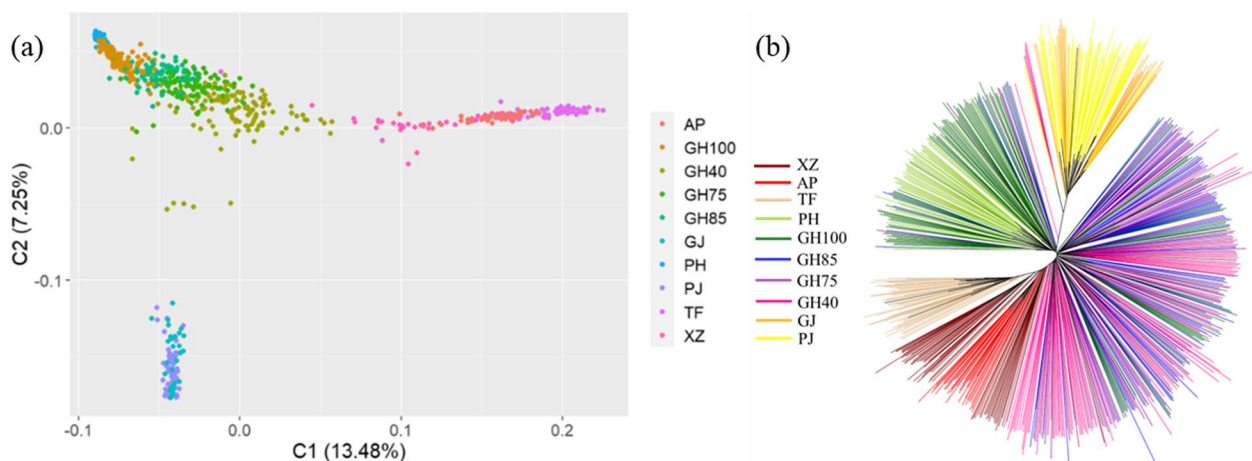 (a)
C2 (7.25%)
0.0
-0.1
-0.1
0.0
0.1
0.2
C1 (13.48%)
AP
GH100
GH40
GH75
GH85
GJ
PH
PJ
TF
XZ
(b)
XZ
AP
TF
PH
GH100
GH85
GH75
GH40
GJ
PJ